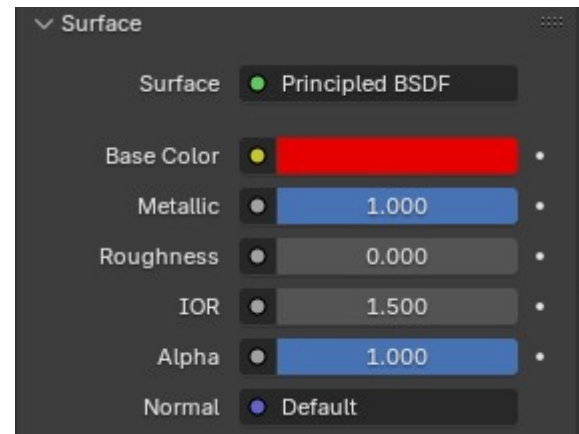 Surface
Surface Principled BSDF
Base Color
Metallic 1.000
Roughness 0.000
IOR 1.500
Alpha 1.000
Normal Default